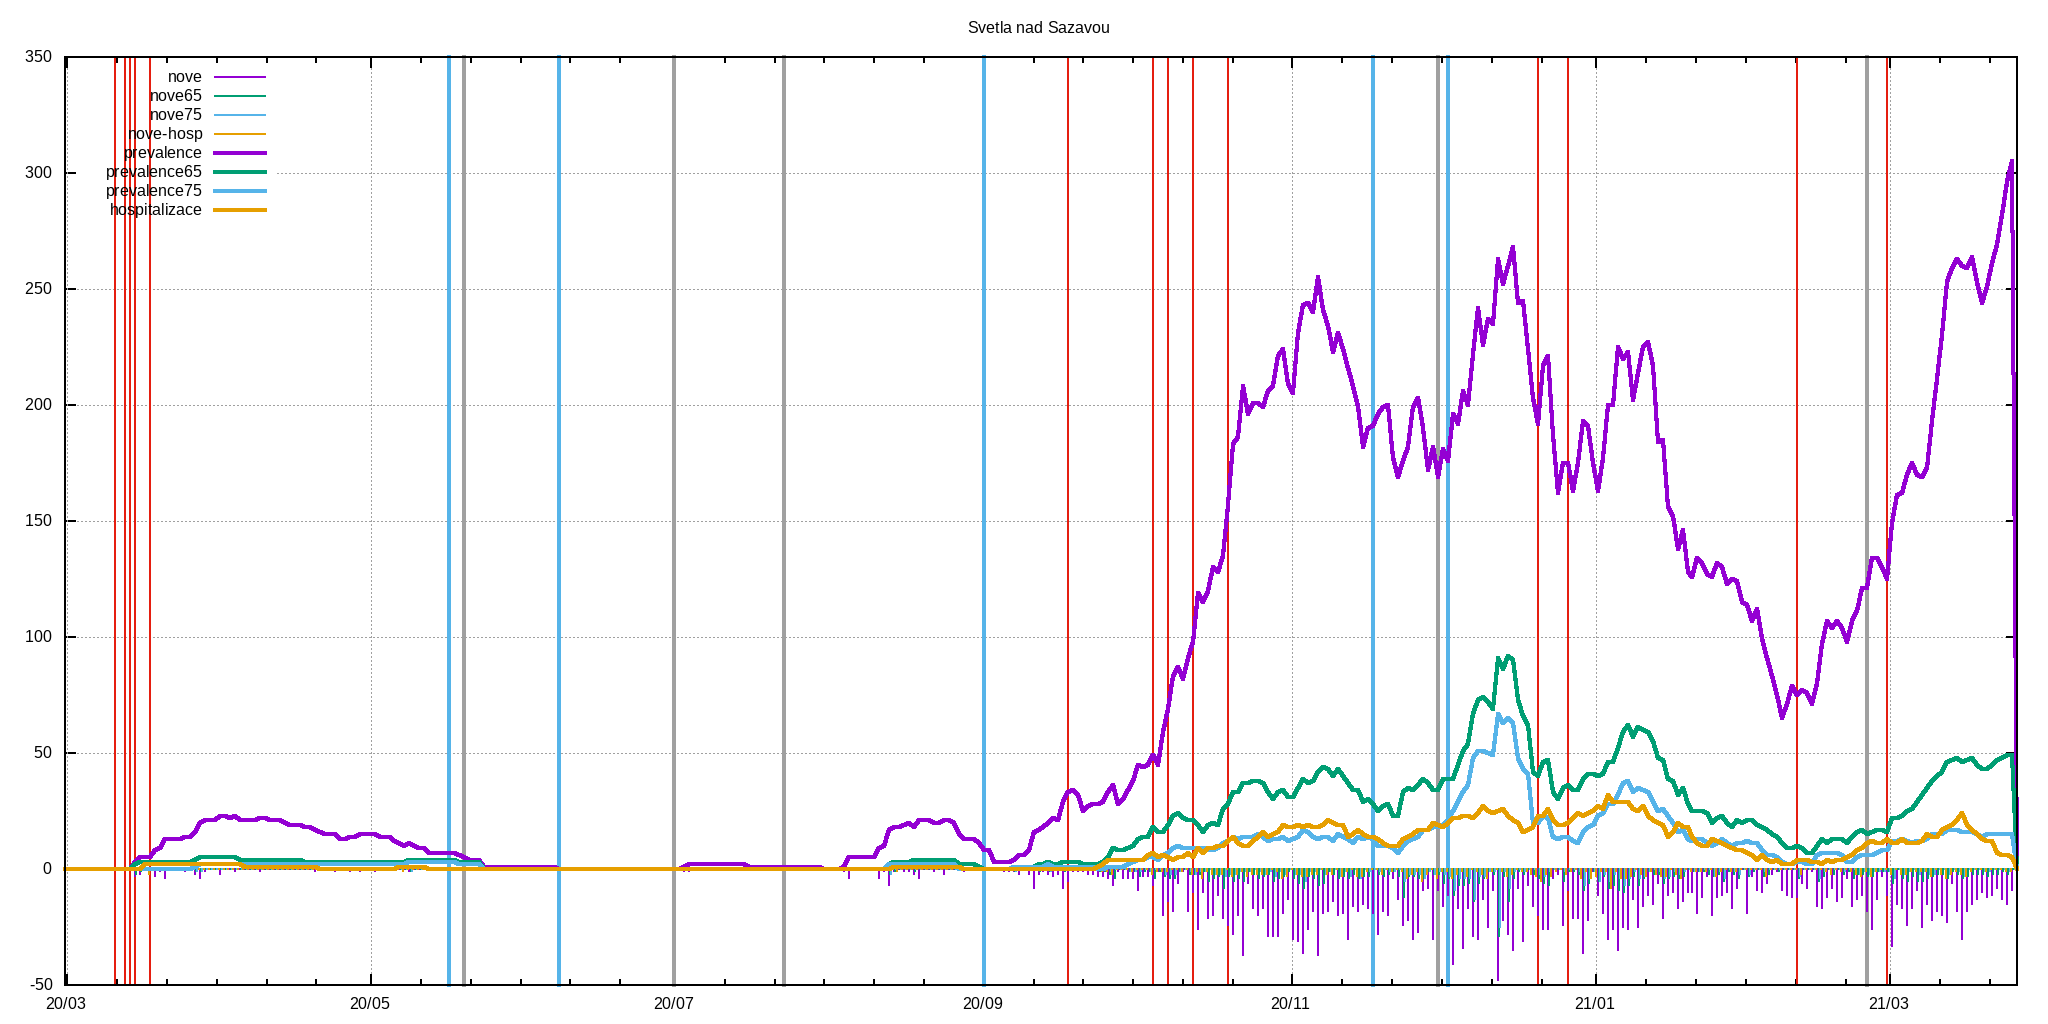 Svetla nad Sazavou
350
300
250
200
150
100
50
0
-50
nove
nove65
nove75
nove-hosp
prevalence
prevalence65
prevalence75
hospitalizace
20/03 20/05 20/07 20/09 20/11 21/01 21/03